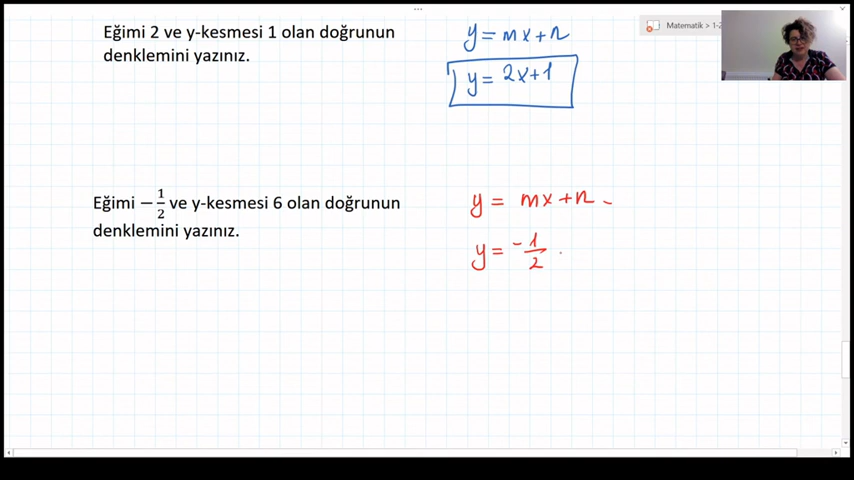 Matematik > 1-2
Eğimi 2 ve y-kesmesi 1 olan doğrunun
denklemini yazınız.
y = mx + n
y = 2x + 1
Eğimi −1/2 ve y-kesmesi 6 olan doğrunun
denklemini yazınız.
y = mx + n
y = -1/2